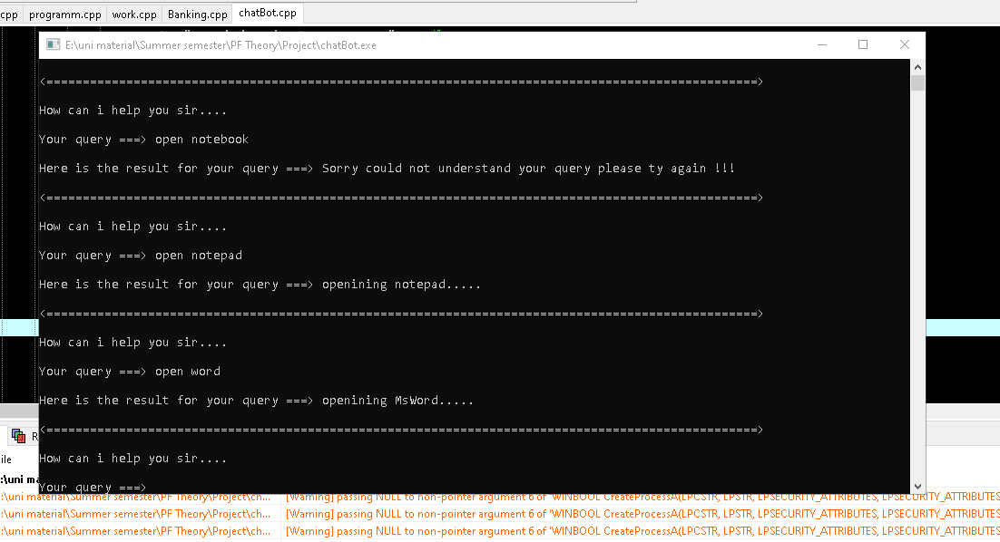 cpp programm.cpp work.cpp Banking.cpp chatBot.cpp
E:\uni material\Summer semester\PF Theory\Project\chatBot.exe
<==================================================================================================>
How can i help you sir....
Your query ===> open notebook
Here is the result for your query ===> Sorry could not understand your query please ty again !!!
<==================================================================================================>
How can i help you sir....
Your query ===> open notepad
Here is the result for your query ===> openining notepad.....
<==================================================================================================>
How can i help you sir....
Your query ===> open word
Here is the result for your query ===> openining MsWord.....
<==================================================================================================>
R
How can i help you sir....
ile
:\uni ma
Your query ===>
:\uni material\Summer semester\PF Theory\Project\ch... [Warning] passing NULL to non-pointer argument 6 of 'WINBOOL CreateProcessA(LPCSTR, LPSTR, LPSECURITY_ATTRIBUTES, LPSECURITY_ATTRIBUTES
:\uni material\Summer semester\PF Theory\Project\ch... [Warning] passing NULL to non-pointer argument 6 of 'WINBOOL CreateProcessA(LPCSTR, LPSTR, LPSECURITY_ATTRIBUTES, LPSECURITY_ATTRIBUTES
:\uni material\Summer semester\PF Theory\Project\ch... [Warning] passing NULL to non-pointer argument 6 of 'WINBOOL CreateProcessA(LPCSTR, LPSTR, LPSECURITY_ATTRIBUTES, LPSECURITY_ATTRIBUTES